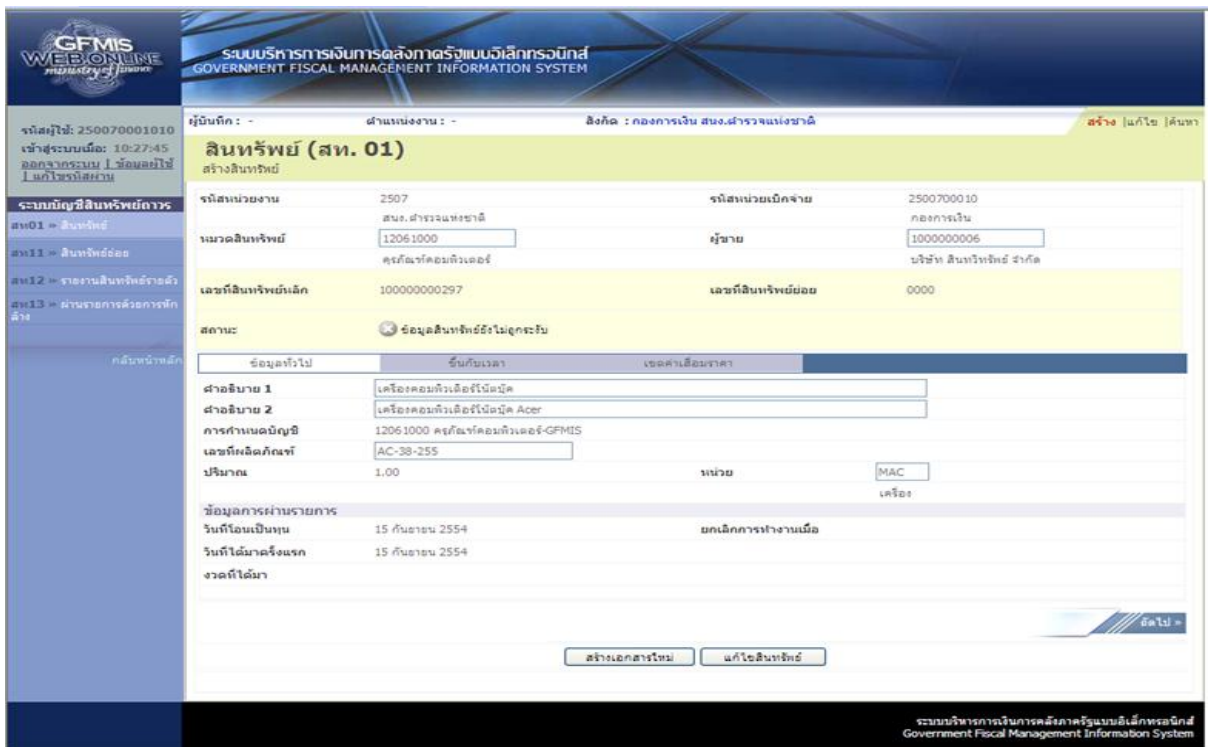 GFMIS
WEB ONLINE
ministry of finance
ระบบบริหารการเงินการคลังภาครัฐแบบอิเล็กทรอนิกส์
GOVERNMENT FISCAL MANAGEMENT INFORMATION SYSTEM
รหัสผู้ใช้: 250070001010
เข้าสู่ระบบเมื่อ: 10:27:45
ออกจากระบบ | ข้อมูลผู้ใช้
| แก้ไขรหัสผ่าน
ระบบบัญชีสินทรัพย์ถาวร
สท01 » สินทรัพย์
สท11 » สินทรัพย์ย่อย
สท12 » รายงานสินทรัพย์รายตัว
สท13 » ผ่านรายการด้วยการหักล้าง
กลับหน้าหลัก
ผู้บันทึก : - ตำแหน่งงาน : - สังกัด : กองการเงิน สนง.ตำรวจแห่งชาติ สร้าง |แก้ไข |ค้นหา
สินทรัพย์ (สท. 01)
สร้างสินทรัพย์
รหัสหน่วยงาน 2507 รหัสหน่วยเบิกจ่าย 2500700010
สนง.ตำรวจแห่งชาติ กองการเงิน
หมวดสินทรัพย์ 12061000 ผู้ขาย 1000000006
ครุภัณฑ์คอมพิวเตอร์ บริษัท สินทวีทรัพย์ จำกัด
เลขที่สินทรัพย์หลัก 100000000297 เลขที่สินทรัพย์ย่อย 0000
สถานะ ข้อมูลสินทรัพย์ยังไม่ถูกระงับ
ข้อมูลทั่วไป ขึ้นกับเวลา เขตค่าเสื่อมราคา
คำอธิบาย 1 เครื่องคอมพิวเตอร์โน้ตบุ๊ค
คำอธิบาย 2 เครื่องคอมพิวเตอร์โน้ตบุ๊ค Acer
การกำหนดบัญชี 12061000 ครุภัณฑ์คอมพิวเตอร์-GFMIS
เลขที่ผลิตภัณฑ์ AC-38-255
ปริมาณ 1.00 หน่วย MAC
เครื่อง
ข้อมูลการผ่านรายการ
วันที่โอนเป็นทุน 15 กันยายน 2554 ยกเลิกการทำงานเมื่อ
วันที่ได้มาครั้งแรก 15 กันยายน 2554
งวดที่ได้มา
ถัดไป »
สร้างเอกสารใหม่ แก้ไขสินทรัพย์
ระบบบริหารการเงินการคลังภาครัฐแบบอิเล็กทรอนิกส์
Government Fiscal Management Information System